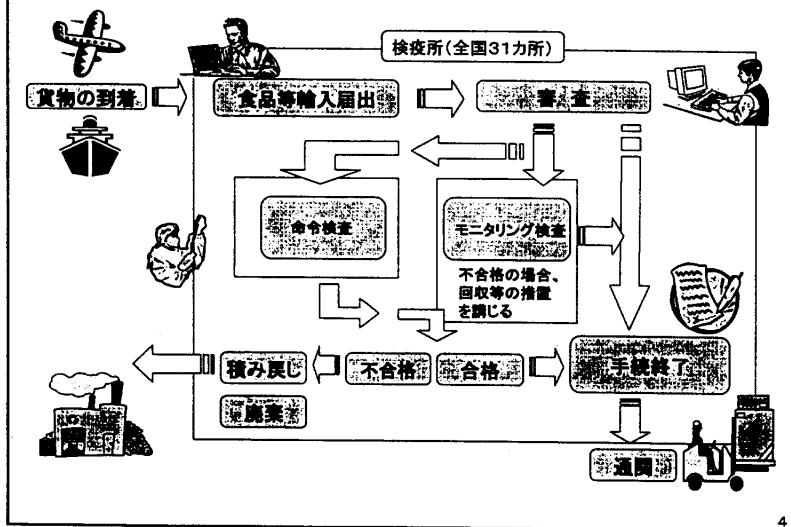 検疫所(全国31カ所)
貨物の到着
食品等輸入届出
審査
命令検査
モニタリング検査
不合格の場合、
回収等の措置
を講じる
積み戻し
不合格
合格
手続終了
廃棄
通関
4